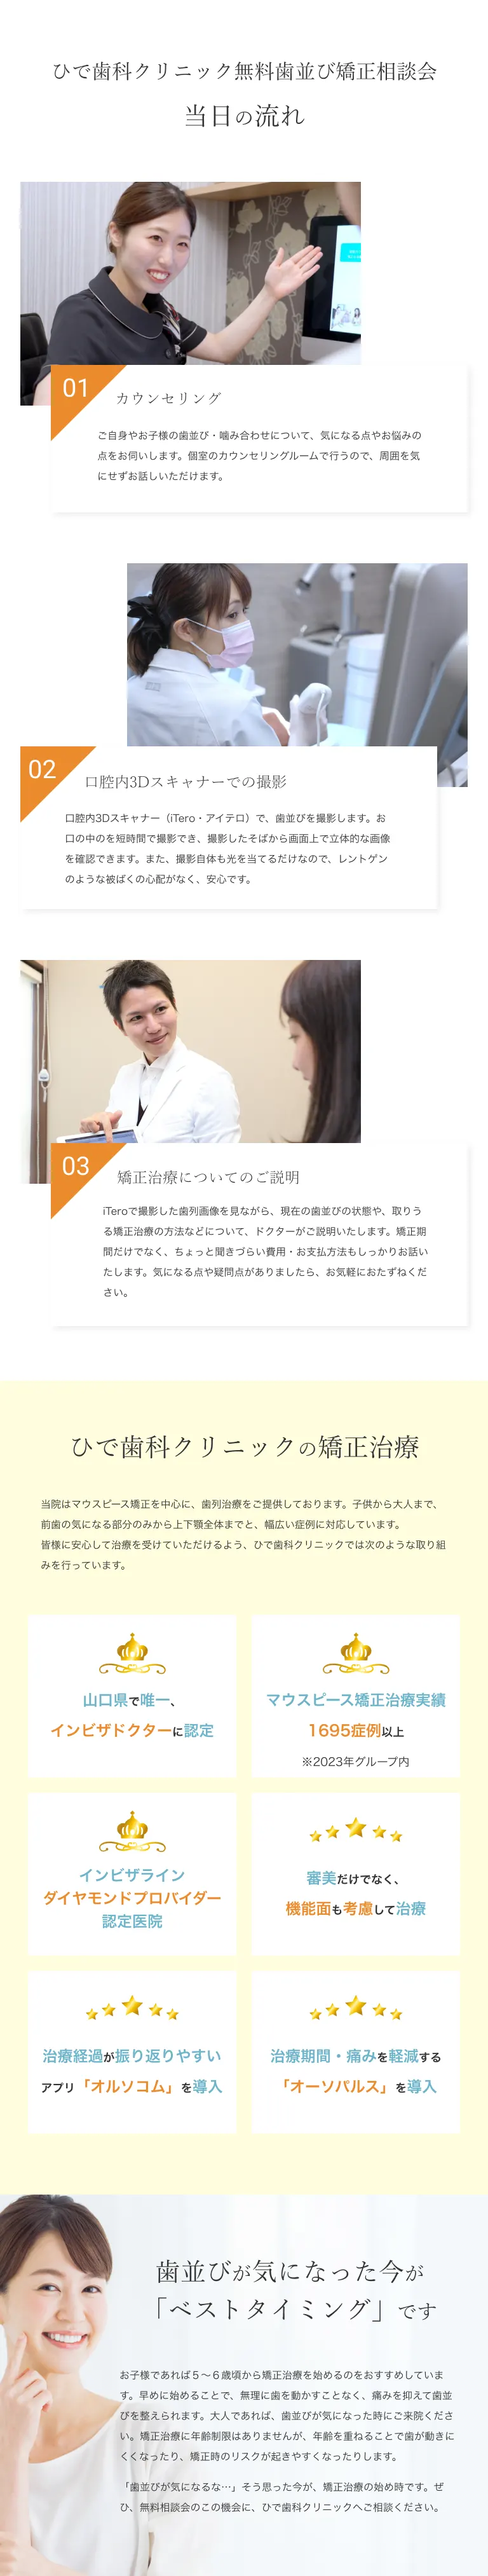 ひで歯科クリニック無料歯並び矯正相談会
当日の流れ
01
カウンセリング
ご自身やお子様の歯並び・噛み合わせについて、気になる点やお悩みの
点をお伺いします。個室のカウンセリングルームで行うので、周囲を気
にせずお話しいただけます。
02
口腔内3Dスキャナーでの撮影
口腔内3Dスキャナー（iTero・アイテロ）で、歯並びを撮影します。お
口の中のを短時間で撮影でき、撮影したそばから画面上で立体的な画像
を確認できます。また、撮影自体も光を当てるだけなので、レントゲン
のような被ばくの心配がなく、安心です。
03
矯正治療についてのご説明
iTeroで撮影した歯列画像を見ながら、現在の歯並びの状態や、取りう
る矯正治療の方法などについて、ドクターがご説明いたします。矯正期
間だけでなく、ちょっと聞きづらい費用・お支払方法もしっかりお話い
たします。気になる点や疑問点がありましたら、お気軽におたずねくだ
さい。
ひで歯科クリニックの矯正治療
当院はマウスピース矯正を中心に、歯列治療をご提供しております。子供から大人まで、
前歯の気になる部分のみから上下顎全体までと、幅広い症例に対応しています。
皆様に安心して治療を受けていただけるよう、ひで歯科クリニックでは次のような取り組
みを行っています。
山口県で唯一、
インビザドクターに認定
マウスピース矯正治療実績
1695症例以上
※2023年グループ内
インビザライン
ダイヤモンドプロバイダー
認定医院
審美だけでなく、
機能面も考慮して治療
治療経過が振り返りやすい
アプリ「オルソコム」を導入
治療期間・痛みを軽減する
「オーソパルス」を導入
歯並びが気になった今が
「ベストタイミング」です
お子様であれば５〜６歳頃から矯正治療を始めるのをおすすめしていま
す。早めに始めることで、無理に歯を動かすことなく、痛みを抑えて歯並
びを整えられます。大人であれば、歯並びが気になった時にご来院くださ
い。矯正治療に年齢制限はありませんが、年齢を重ねることで歯が動きに
くくなったり、矯正時のリスクが起きやすくなったりします。
「歯並びが気になるな…」そう思った今が、矯正治療の始め時です。ぜ
ひ、無料相談会のこの機会に、ひで歯科クリニックへご相談ください。